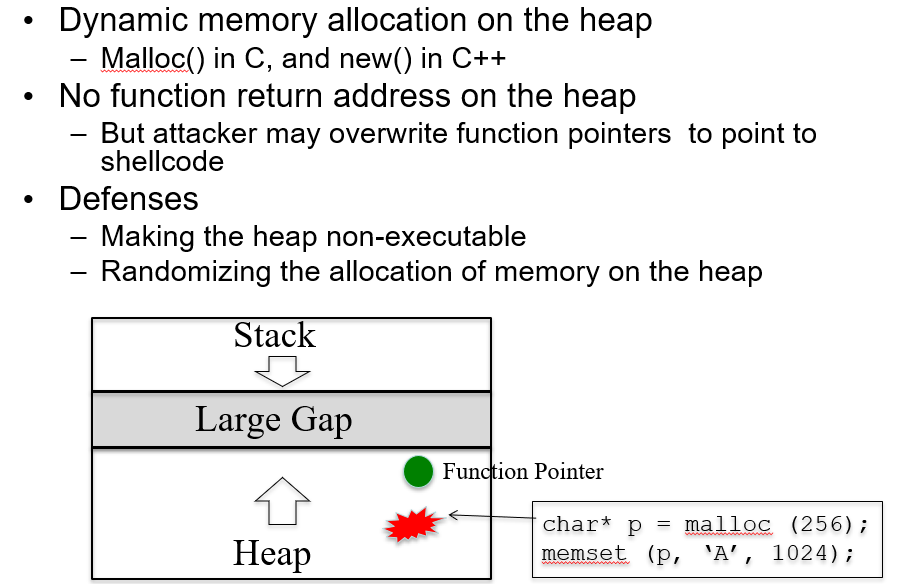 • Dynamic memory allocation on the heap
– Malloc() in C, and new() in C++
• No function return address on the heap
– But attacker may overwrite function pointers  to point to
shellcode
• Defenses
– Making the heap non-executable
– Randomizing the allocation of memory on the heap
Stack
Large Gap
Function Pointer
char* p = malloc (256);
memset (p, ‘A’, 1024);
Heap